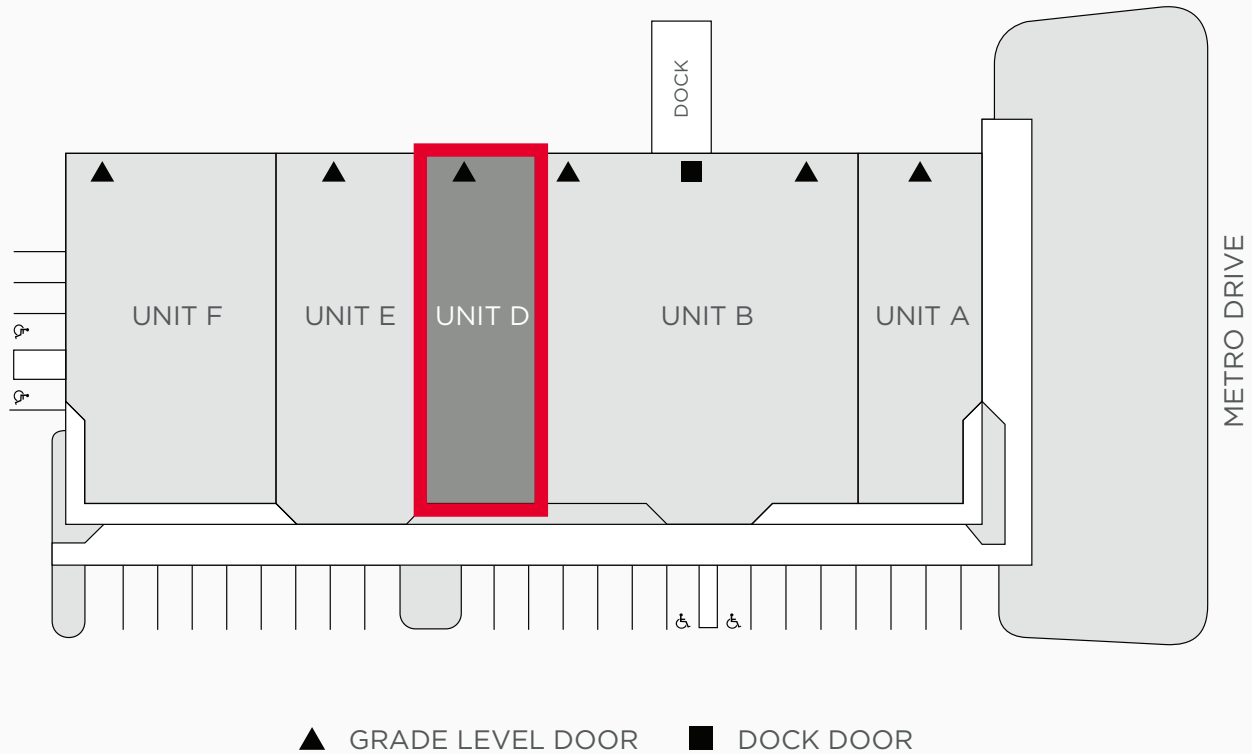 DOCK
UNIT F
UNIT E
UNIT D
UNIT B
UNIT A
METRO DRIVE
GRADE LEVEL DOOR
DOCK DOOR